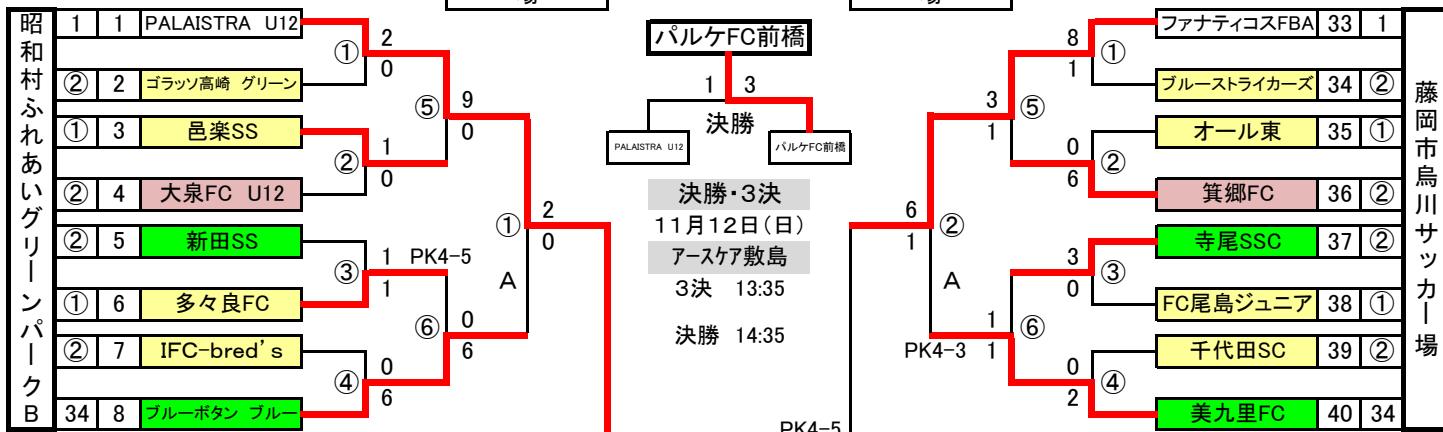 場
場
昭和村ふれあいグリーンパークB
1 1 PALAISTRA U12
② 2 ゴラッソ高崎 グリーン
① 3 邑楽SS
② 4 大泉FC U12
② 5 新田SS
① 6 多々良FC
② 7 IFC-bred's
34 8 ブルーボタン ブルー
① 2 0
② 1 0
③ 1 1 PK4-5
④ 0 6
⑤ 9 0
⑥ 0 6
① 2 0
A
パルケFC前橋
1 3
決勝
PALAISTRA U12
パルケFC前橋
決勝・3決
11月12日(日)
アースケア敷島
3決 13:35
決勝 14:35
PK4-5
6 1 ②
A
3 1 ⑤
1 1 ⑥
PK4-3
8 1 ①
0 6 ②
3 0 ③
0 2 ④
ファナティコスFBA 33 1
ブルーストライカーズ 34 ②
オール東 35 ①
箕郷FC 36 ②
寺尾SSC 37 ②
FC尾島ジュニア 38 ①
千代田SC 39 ②
美九里FC 40 34
藤岡市烏川サッカー場